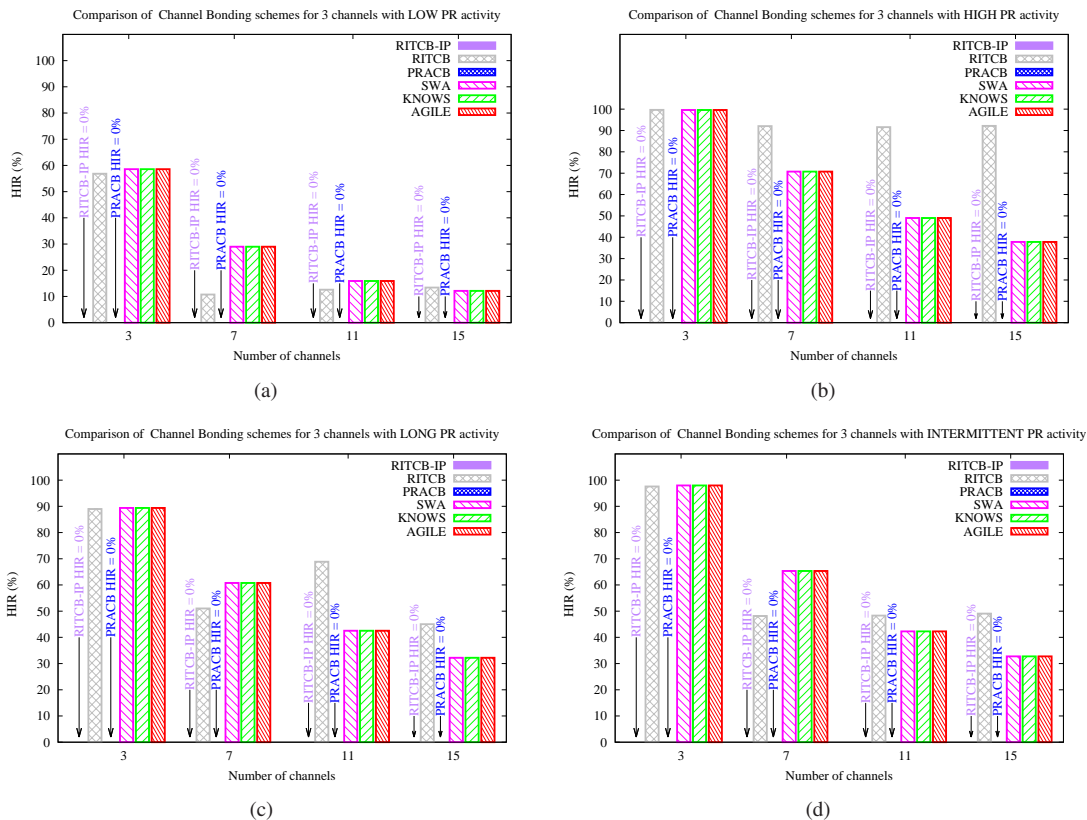 Comparison of Channel Bonding schemes for 3 channels with LOW PR activity
HIR (%)
0
10
20
30
40
50
60
70
80
90
100
3
7
11
15
Number of channels
RITCB-IP
RITCB
PRACB
SWA
KNOWS
AGILE
RITCB-IP HIR = 0%
PRACB HIR = 0%
RITCB-IP HIR = 0%
PRACB HIR = 0%
RITCB-IP HIR = 0%
PRACB HIR = 0%
RITCB-IP HIR = 0%
PRACB HIR = 0%
(a)
Comparison of Channel Bonding schemes for 3 channels with HIGH PR activity
HIR (%)
0
10
20
30
40
50
60
70
80
90
100
3
7
11
15
Number of channels
RITCB-IP
RITCB
PRACB
SWA
KNOWS
AGILE
RITCB-IP HIR = 0%
PRACB HIR = 0%
RITCB-IP HIR = 0%
PRACB HIR = 0%
RITCB-IP HIR = 0%
PRACB HIR = 0%
RITCB-IP HIR = 0%
PRACB HIR = 0%
(b)
Comparison of Channel Bonding schemes for 3 channels with LONG PR activity
HIR (%)
0
10
20
30
40
50
60
70
80
90
100
3
7
11
15
Number of channels
RITCB-IP
RITCB
PRACB
SWA
KNOWS
AGILE
RITCB-IP HIR = 0%
PRACB HIR = 0%
RITCB-IP HIR = 0%
PRACB HIR = 0%
RITCB-IP HIR = 0%
PRACB HIR = 0%
RITCB-IP HIR = 0%
PRACB HIR = 0%
(c)
Comparison of Channel Bonding schemes for 3 channels with INTERMITTENT PR activity
HIR (%)
0
10
20
30
40
50
60
70
80
90
100
3
7
11
15
Number of channels
RITCB-IP
RITCB
PRACB
SWA
KNOWS
AGILE
RITCB-IP HIR = 0%
PRACB HIR = 0%
RITCB-IP HIR = 0%
PRACB HIR = 0%
RITCB-IP HIR = 0%
PRACB HIR = 0%
RITCB-IP HIR = 0%
PRACB HIR = 0%
(d)